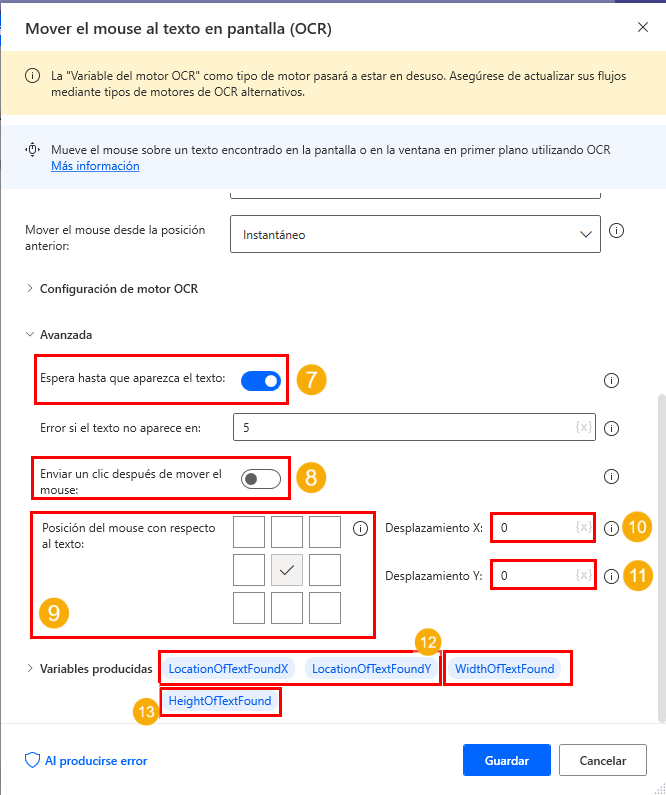 Mover el mouse al texto en pantalla (OCR)
La "Variable del motor OCR" como tipo de motor pasará a estar en desuso. Asegúrese de actualizar sus flujos
mediante tipos de motores de OCR alternativos.
Mueve el mouse sobre un texto encontrado en la pantalla o en la ventana en primer plano utilizando OCR
Más información
Mover el mouse desde la posición
anterior:
Instantáneo
Configuración de motor OCR
Avanzada
Espera hasta que aparezca el texto:
7
Error si el texto no aparece en:
5 {x}
Enviar un clic después de mover el
mouse:
8
Posición del mouse con respecto
al texto:
9
Desplazamiento X: 0 {x} 10
Desplazamiento Y: 0 {x} 11
12
Variables producidas LocationOfTextFoundX LocationOfTextFoundY WidthOfTextFound
13 HeightOfTextFound
Al producirse error
Guardar
Cancelar